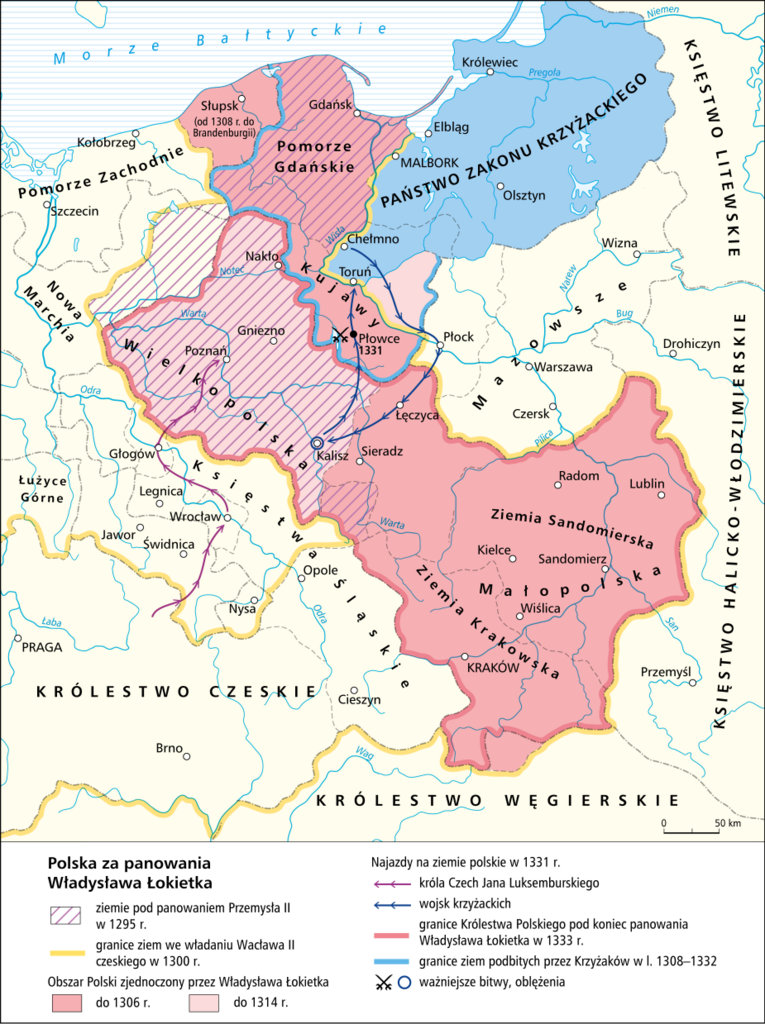 Morze Bałtyckie
Niemen
Królewiec
Pregoła
KSIĘSTWO LITEWSKIE
Słupsk
(od 1308 r. do
Brandenburgii)
Gdańsk
Elbląg
Kołobrzeg
Pomorze
Gdańskie
MALBORK
PAŃSTWO ZAKONU KRZYŻACKIEGO
Pomorze Zachodnie
Olsztyn
Szczecin
Wisła
Chełmno
Wizna
Nakło
Toruń
Kujawy
Noteć
Narew
Nowa
Marchia
Warta
Gniezno
Płowce
1331
Płock
Mazowsze
Bug
Drohiczyn
Wielkopolska
Poznań
Warszawa
Odra
Łęczyca
Czersk
Pilica
Głogów
Kalisz
Sieradz
Łużyce
Górne
Legnica
Księstwa Śląskie
Radom
Lublin
Wrocław
Warta
Ziemia Sandomierska
Jawor
Świdnica
Kielce
Sandomierz
Opole
Ziemia Krakowska
Małopolska
Nysa
Odra
Wiślica
San
Łaba
PRAGA
KRAKÓW
Przemyśl
KSIĘSTWO HALICKO-WŁODZIMIERSKIE
KRÓLESTWO CZESKIE
Cieszyn
Brno
Wag
KRÓLESTWO WĘGIERSKIE
0 50 km
Polska za panowania
Władysława Łokietka
ziemie pod panowaniem Przemysła II
w 1295 r.
granice ziem we władaniu Wacława II
czeskiego w 1300 r.
Obszar Polski zjednoczony przez Władysława Łokietka
do 1306 r. do 1314 r.
Najazdy na ziemie polskie w 1331 r.
króla Czech Jana Luksemburskiego
wojsk krzyżackich
granice Królestwa Polskiego pod koniec panowania
Władysława Łokietka w 1333 r.
granice ziem podbitych przez Krzyżaków w l. 1308–1332
ważniejsze bitwy, oblężenia